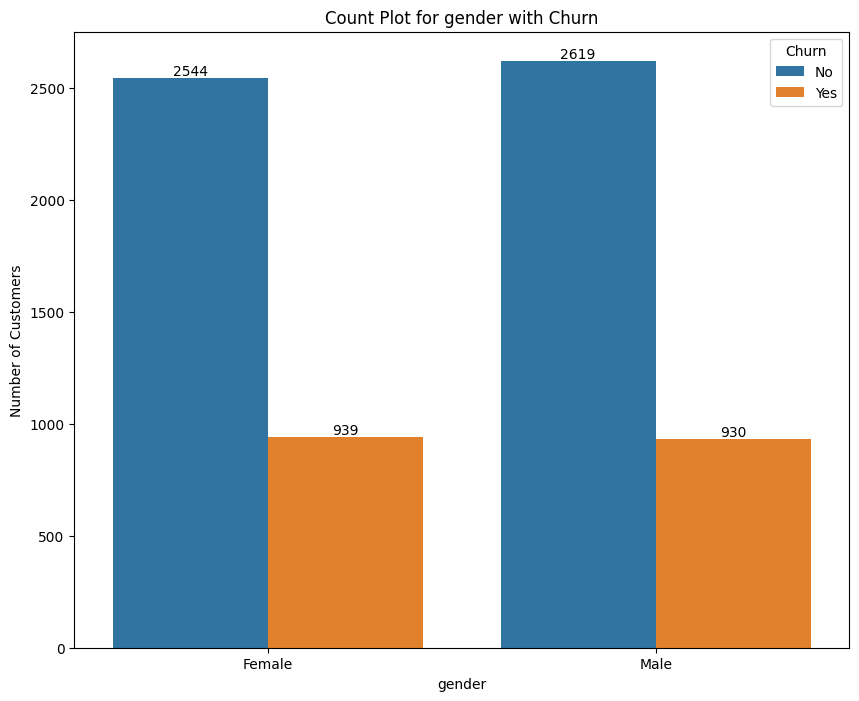 Count Plot for gender with Churn
Churn
No
Yes
2544
2619
939
930
2500
2000
1500
1000
500
0
Number of Customers
Female
Male
gender